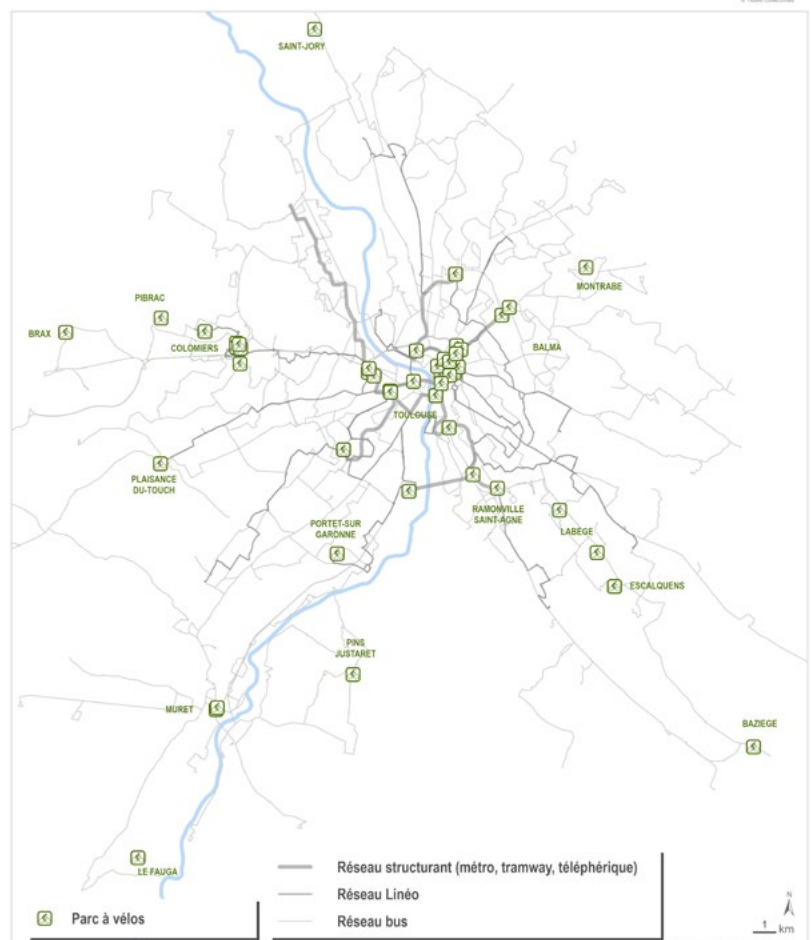 SAINT-JORY
MONTRABE
PIBRAC
BRAX
COLOMIERS
BALMA
TOULOUSE
PLAISANCE
DU-TOUCH
RAMONVILLE
SAINT-AGNE
PORTET-SUR
GARONNE
LABEGE
ESCALQUENS
PINS
JUSTARET
MURET
BAZIEGE
LE FAUGA
Réseau structurant (métro, tramway, téléphérique)
Réseau Linéo
Réseau bus
Parc à vélos
N
1 km